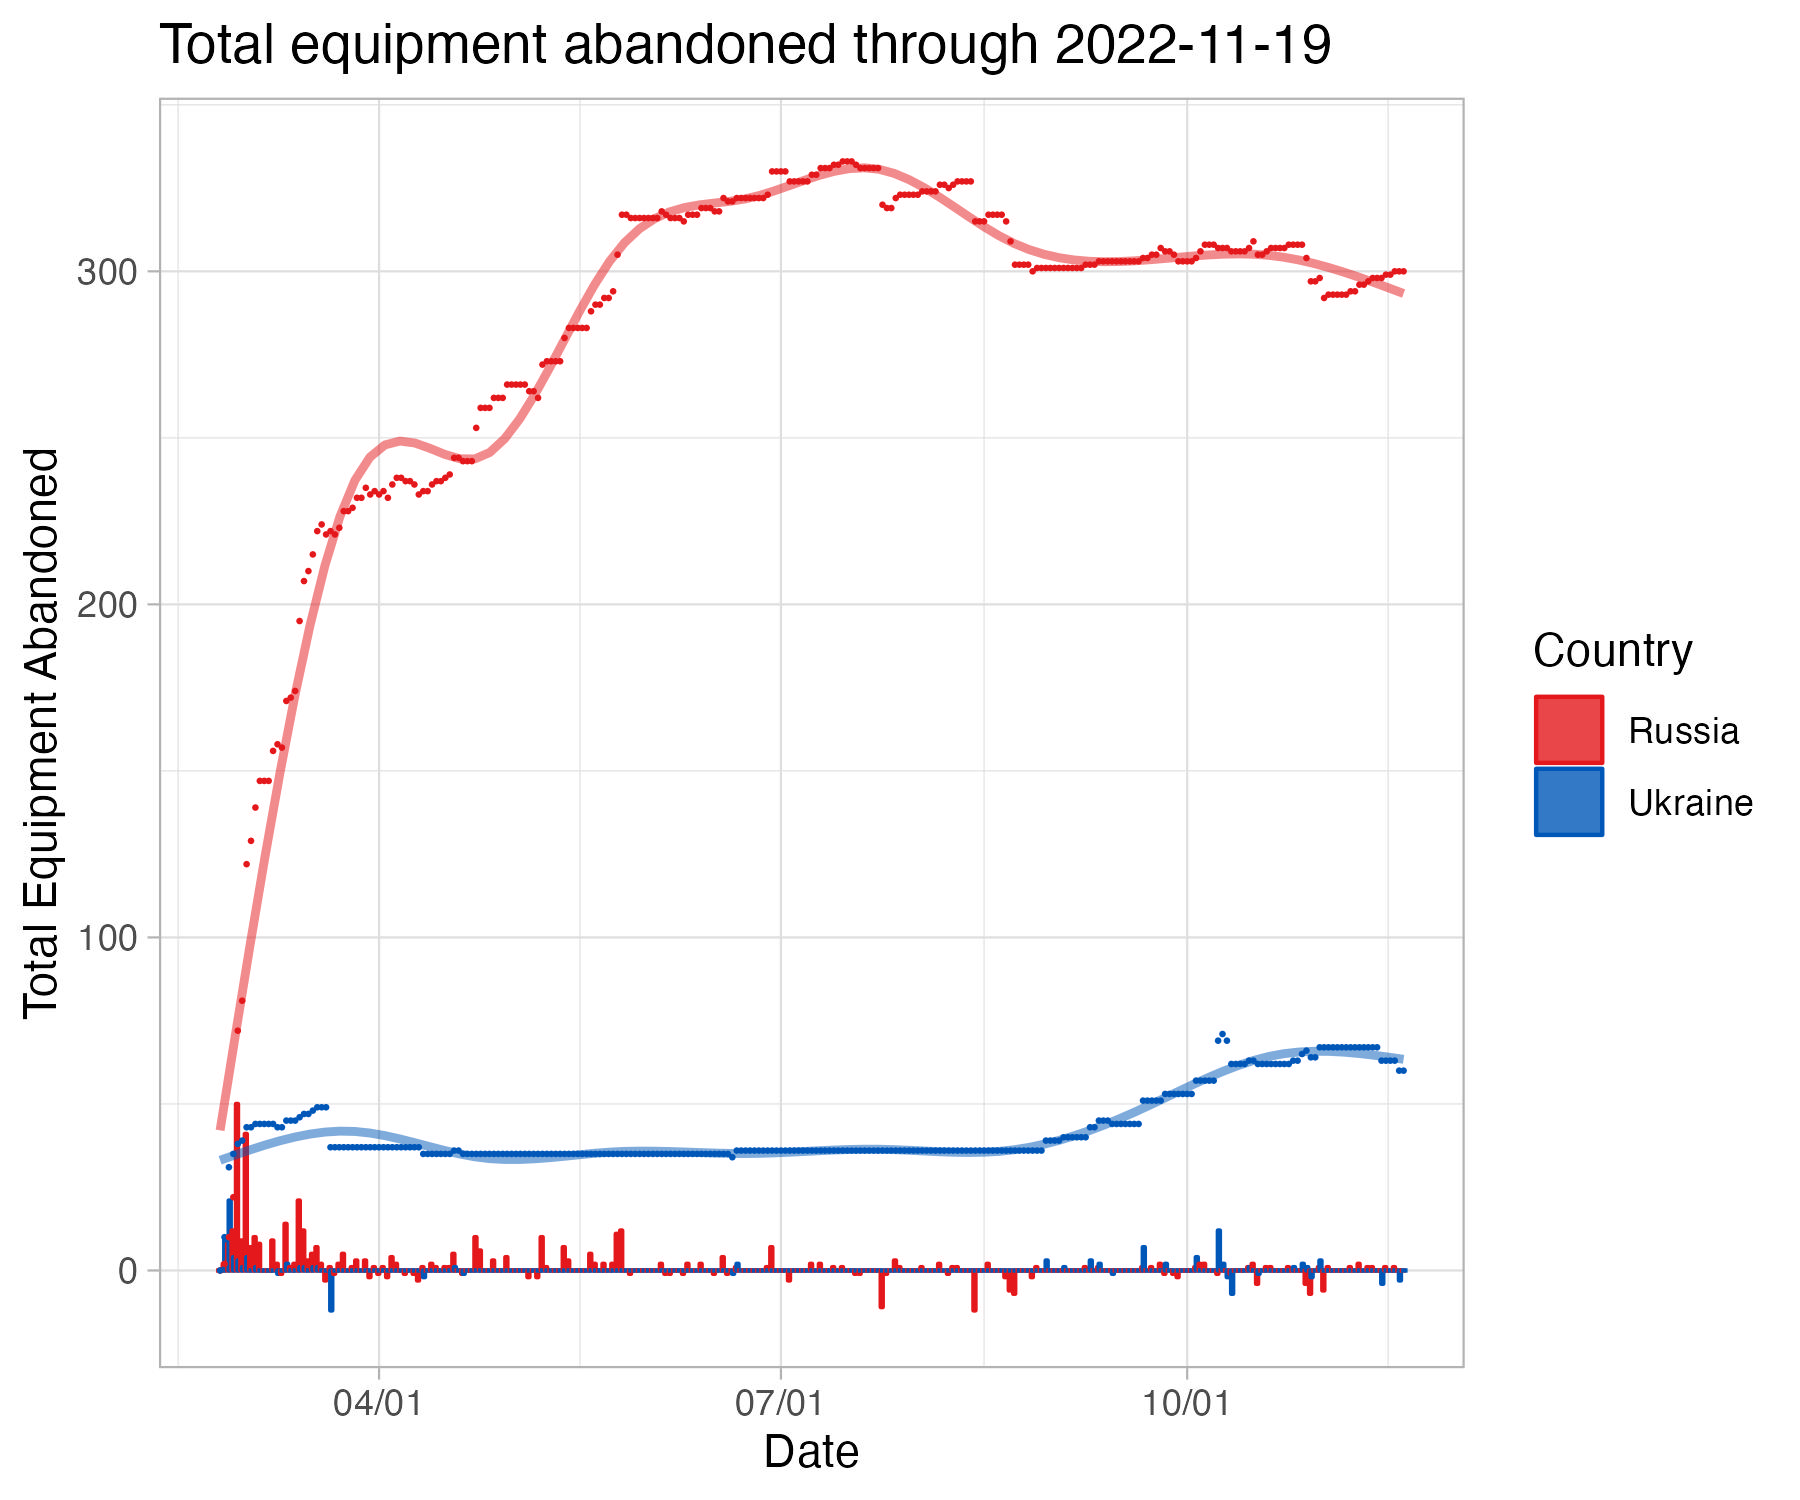 Total equipment abandoned through 2022-11-19
Total Equipment Abandoned
300
200
100
0
04/01
07/01
10/01
Date
Country
Russia
Ukraine